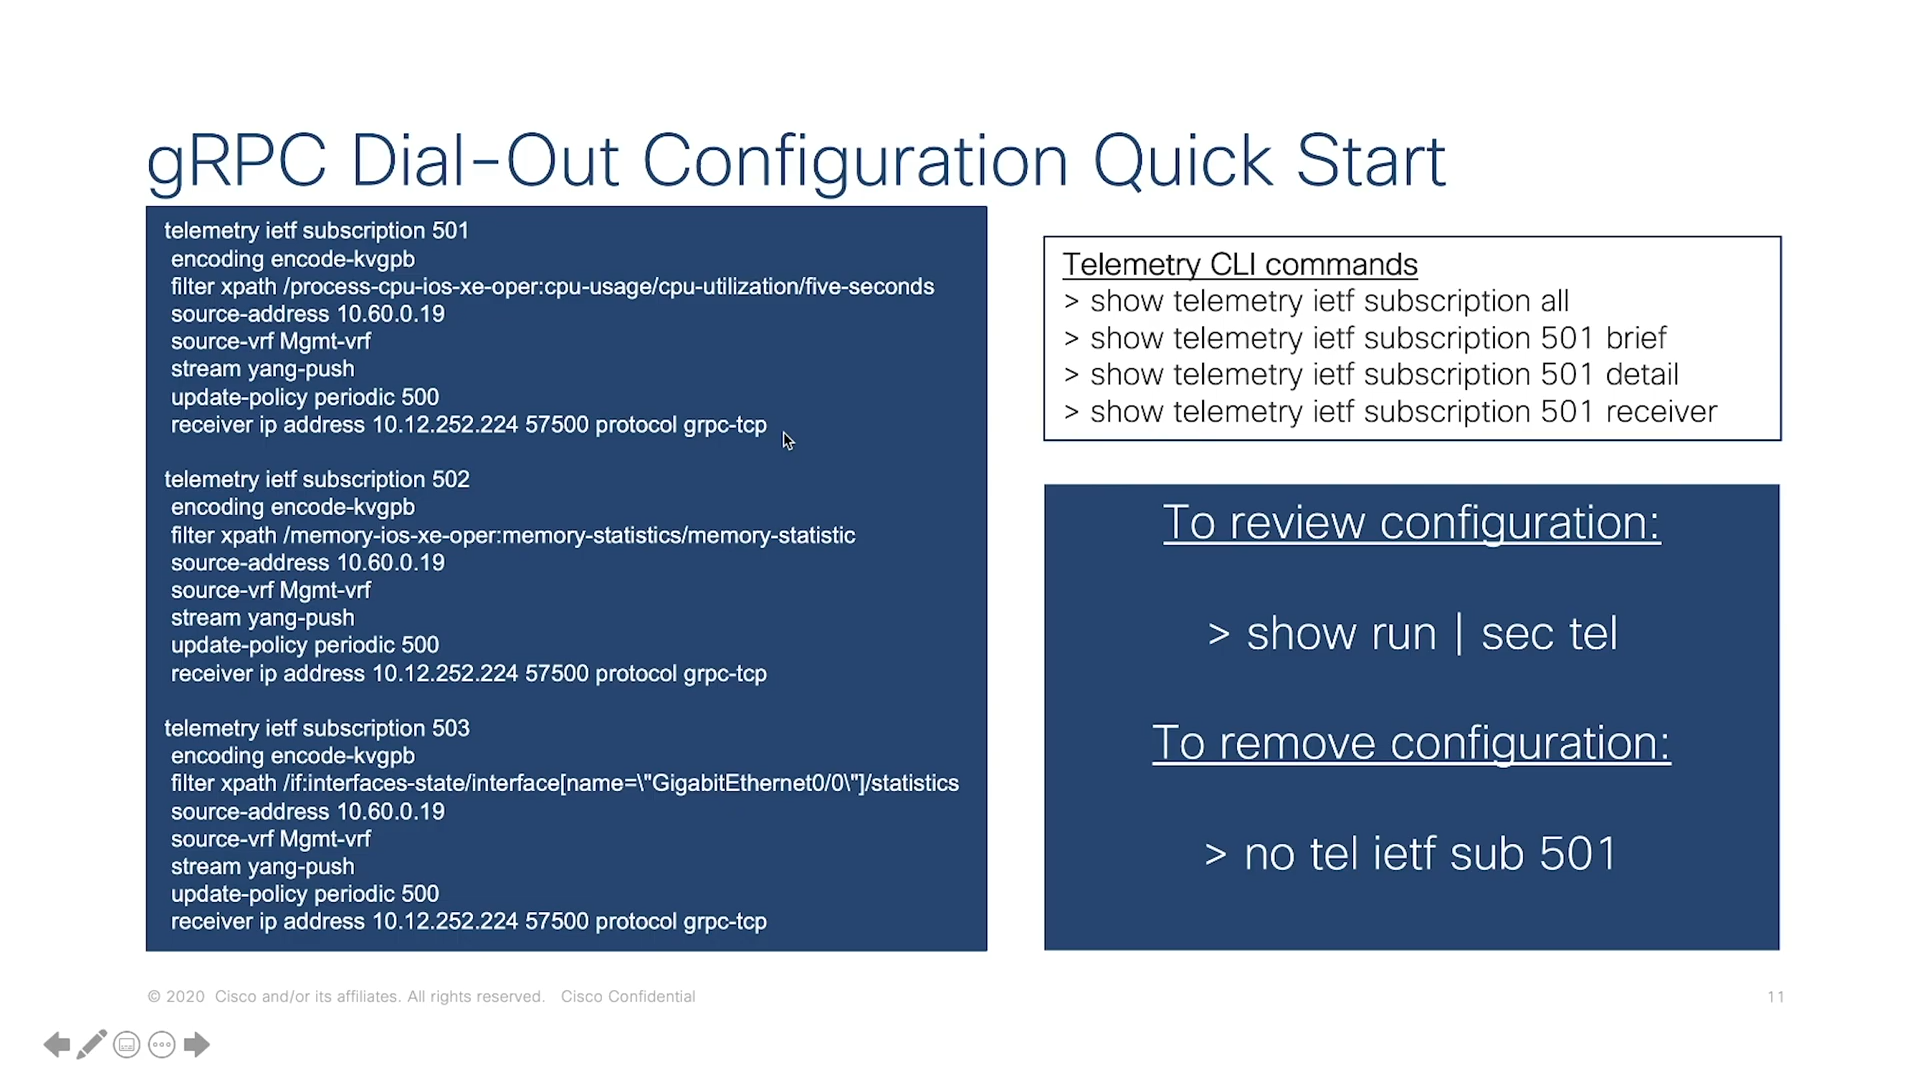 gRPC Dial-Out Configuration Quick Start
telemetry ietf subscription 501
encoding encode-kvgpb
filter xpath /process-cpu-ios-xe-oper:cpu-usage/cpu-utilization/five-seconds
source-address 10.60.0.19
source-vrf Mgmt-vrf
stream yang-push
update-policy periodic 500
receiver ip address 10.12.252.224 57500 protocol grpc-tcp
telemetry ietf subscription 502
encoding encode-kvgpb
filter xpath /memory-ios-xe-oper:memory-statistics/memory-statistic
source-address 10.60.0.19
source-vrf Mgmt-vrf
stream yang-push
update-policy periodic 500
receiver ip address 10.12.252.224 57500 protocol grpc-tcp
telemetry ietf subscription 503
encoding encode-kvgpb
filter xpath /if:interfaces-state/interface[name=\"GigabitEthernet0/0\"]/statistics
source-address 10.60.0.19
source-vrf Mgmt-vrf
stream yang-push
update-policy periodic 500
receiver ip address 10.12.252.224 57500 protocol grpc-tcp
Telemetry CLI commands
> show telemetry ietf subscription all
> show telemetry ietf subscription 501 brief
> show telemetry ietf subscription 501 detail
> show telemetry ietf subscription 501 receiver
To review configuration:
> show run | sec tel
To remove configuration:
> no tel ietf sub 501
© 2020 Cisco and/or its affiliates. All rights reserved. Cisco Confidential
11